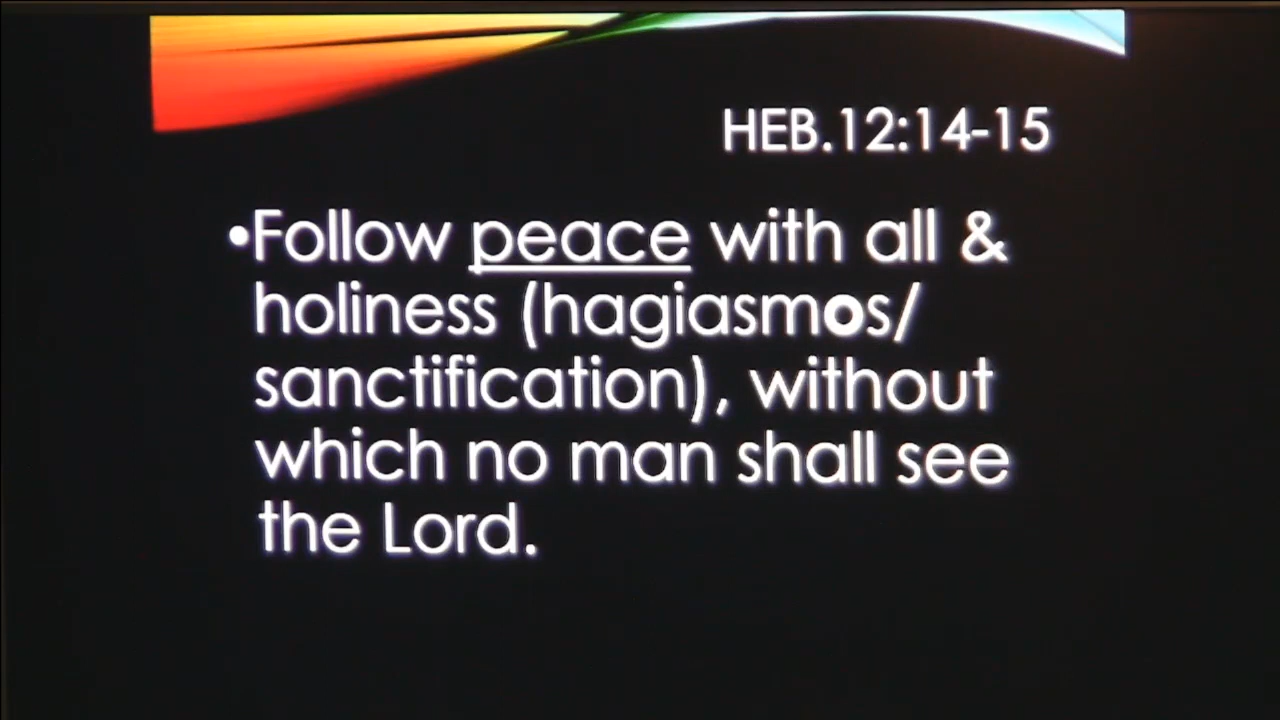 HEB.12:14-15
•Follow peace with all &
holiness (hagiasmos/
sanctification), without
which no man shall see
the Lord.